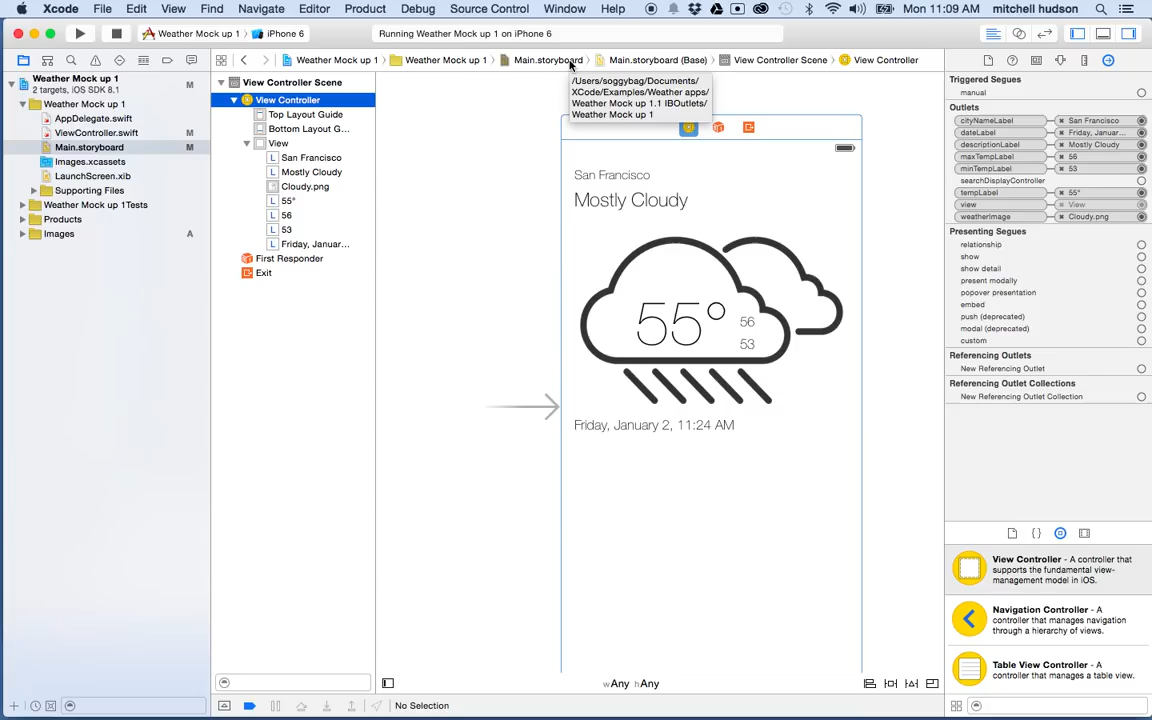 Xcode File Edit View Find Navigate Editor Product Debug Source Control Window Help Mon 11:09 AM mitchell hudson
Weather Mock up 1 iPhone 6 Running Weather Mock up 1 on iPhone 6
Weather Mock up 1 Weather Mock up 1 Main.storyboard Main.storyboard (Base) View Controller Scene View Controller
/Users/soggybag/Documents/
XCode/Examples/Weather apps/
Weather Mock up 1.1 IBOutlets/
Weather Mock up 1
Weather Mock up 1
2 targets, iOS SDK 8.1 M
Weather Mock up 1
AppDelegate.swift
ViewController.swift M
Main.storyboard M
Images.xcassets
LaunchScreen.xib
Supporting Files
Weather Mock up 1Tests
Products
Images A
View Controller Scene
View Controller
Top Layout Guide
Bottom Layout G...
View
L San Francisco
L Mostly Cloudy
Cloudy.png
L 55°
L 56
L 53
L Friday, Januar...
First Responder
Exit
San Francisco
Mostly Cloudy
55°
56
53
Friday, January 2, 11:24 AM
wAny hAny
No Selection
Triggered Segues
manual
Outlets
cityNameLabel San Francisco
dateLabel Friday, Januar...
descriptionLabel Mostly Cloudy
maxTempLabel 56
minTempLabel 53
searchDisplayController
tempLabel 55°
view View
weatherImage Cloudy.png
Presenting Segues
relationship
show
show detail
present modally
popover presentation
embed
push (deprecated)
modal (deprecated)
custom
Referencing Outlets
New Referencing Outlet
Referencing Outlet Collections
New Referencing Outlet Collection
View Controller - A controller that
supports the fundamental view-
management model in iOS.
Navigation Controller - A
controller that manages navigation
through a hierarchy of views.
Table View Controller - A
controller that manages a table view.